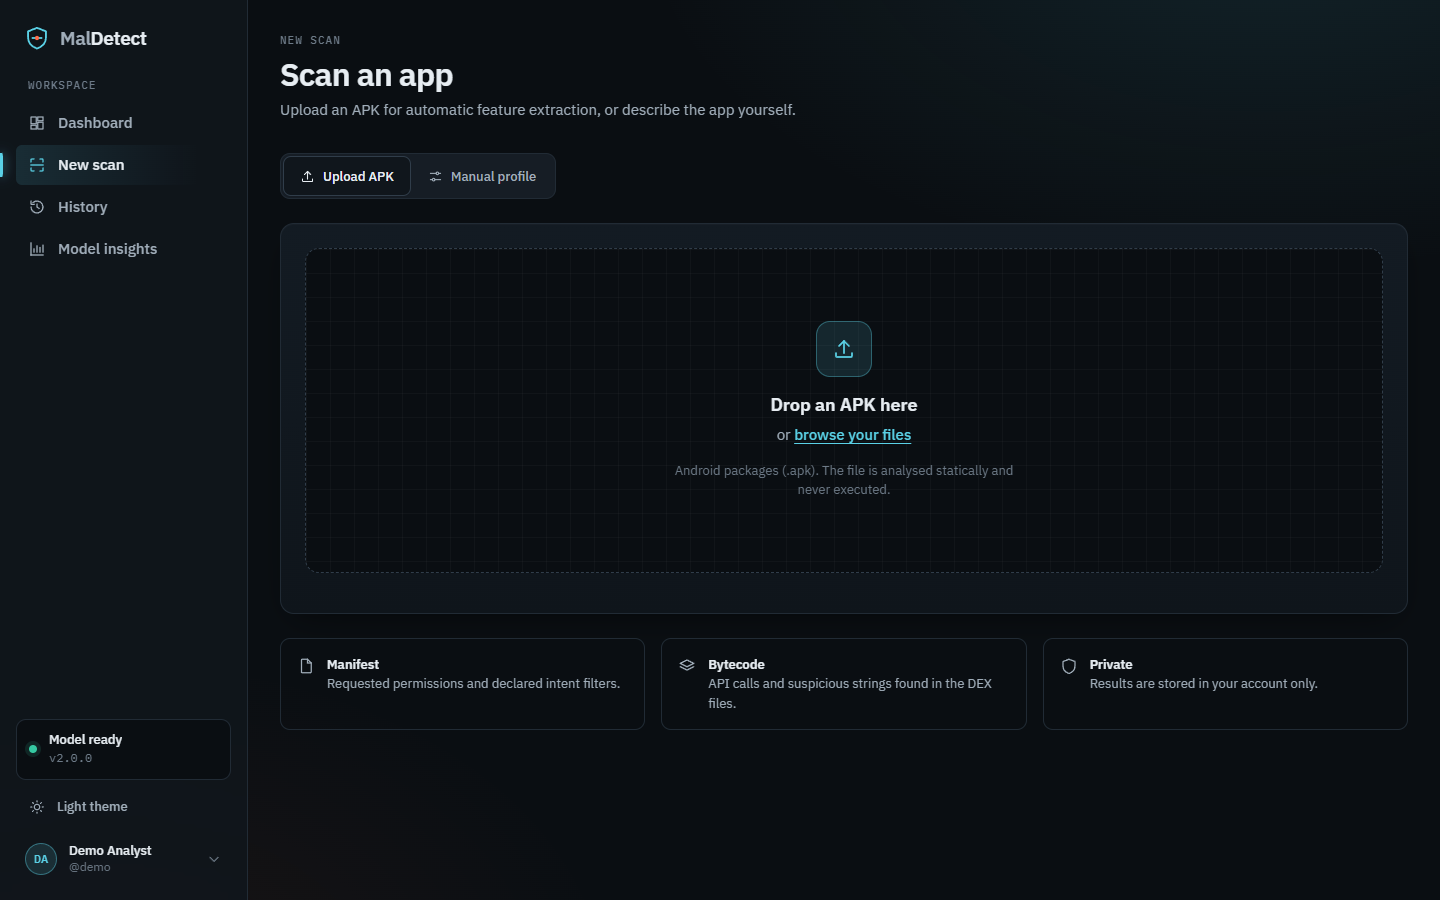 MalDetect
WORKSPACE
Dashboard
New scan
History
Model insights
Model ready
v2.0.0
Light theme
DA
Demo Analyst
@demo
NEW SCAN
Scan an app
Upload an APK for automatic feature extraction, or describe the app yourself.
Upload APK
Manual profile
Drop an APK here
or browse your files
Android packages (.apk). The file is analysed statically and
never executed.
Manifest
Requested permissions and declared intent filters.
Bytecode
API calls and suspicious strings found in the DEX
files.
Private
Results are stored in your account only.